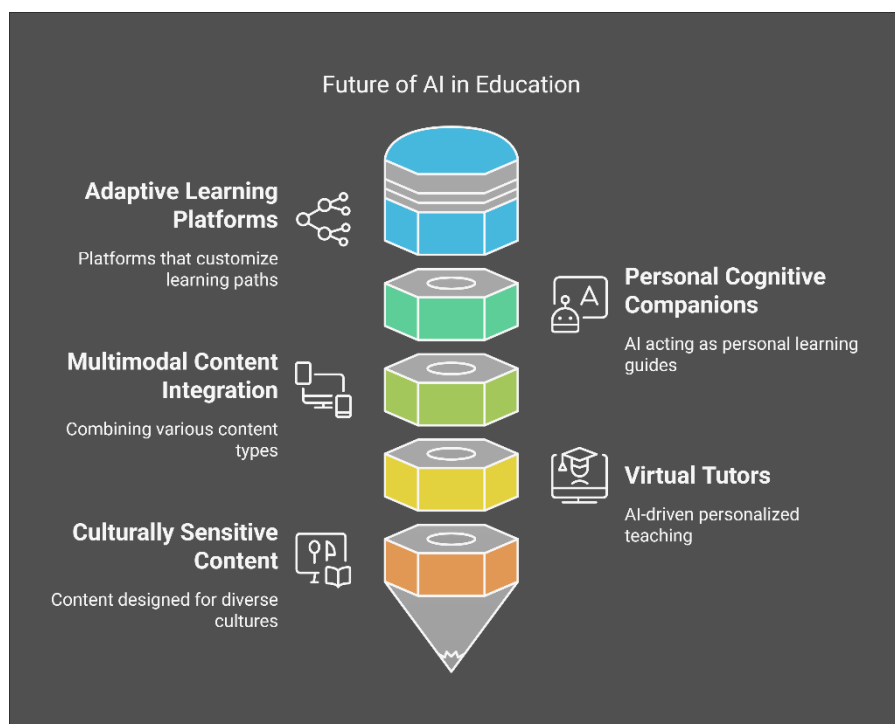 Future of AI in Education
Adaptive Learning
Platforms
Platforms that customize
learning paths
Personal Cognitive
Companions
AI acting as personal learning
guides
Multimodal Content
Integration
Combining various content
types
Virtual Tutors
AI-driven personalized
teaching
Culturally Sensitive
Content
Content designed for diverse
cultures
A